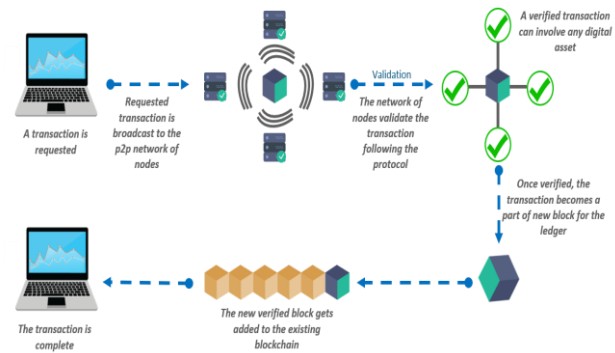 A transaction is
requested
Requested
transaction is
broadcast to the
p2p network of
nodes
Validation
The network of
nodes validate the
transaction
following the
protocol
A verified transaction
can involve any digital
asset
Once verified, the
transaction becomes a
part of new block for the
ledger
The new verified block gets
added to the existing
blockchain
The transaction is
complete